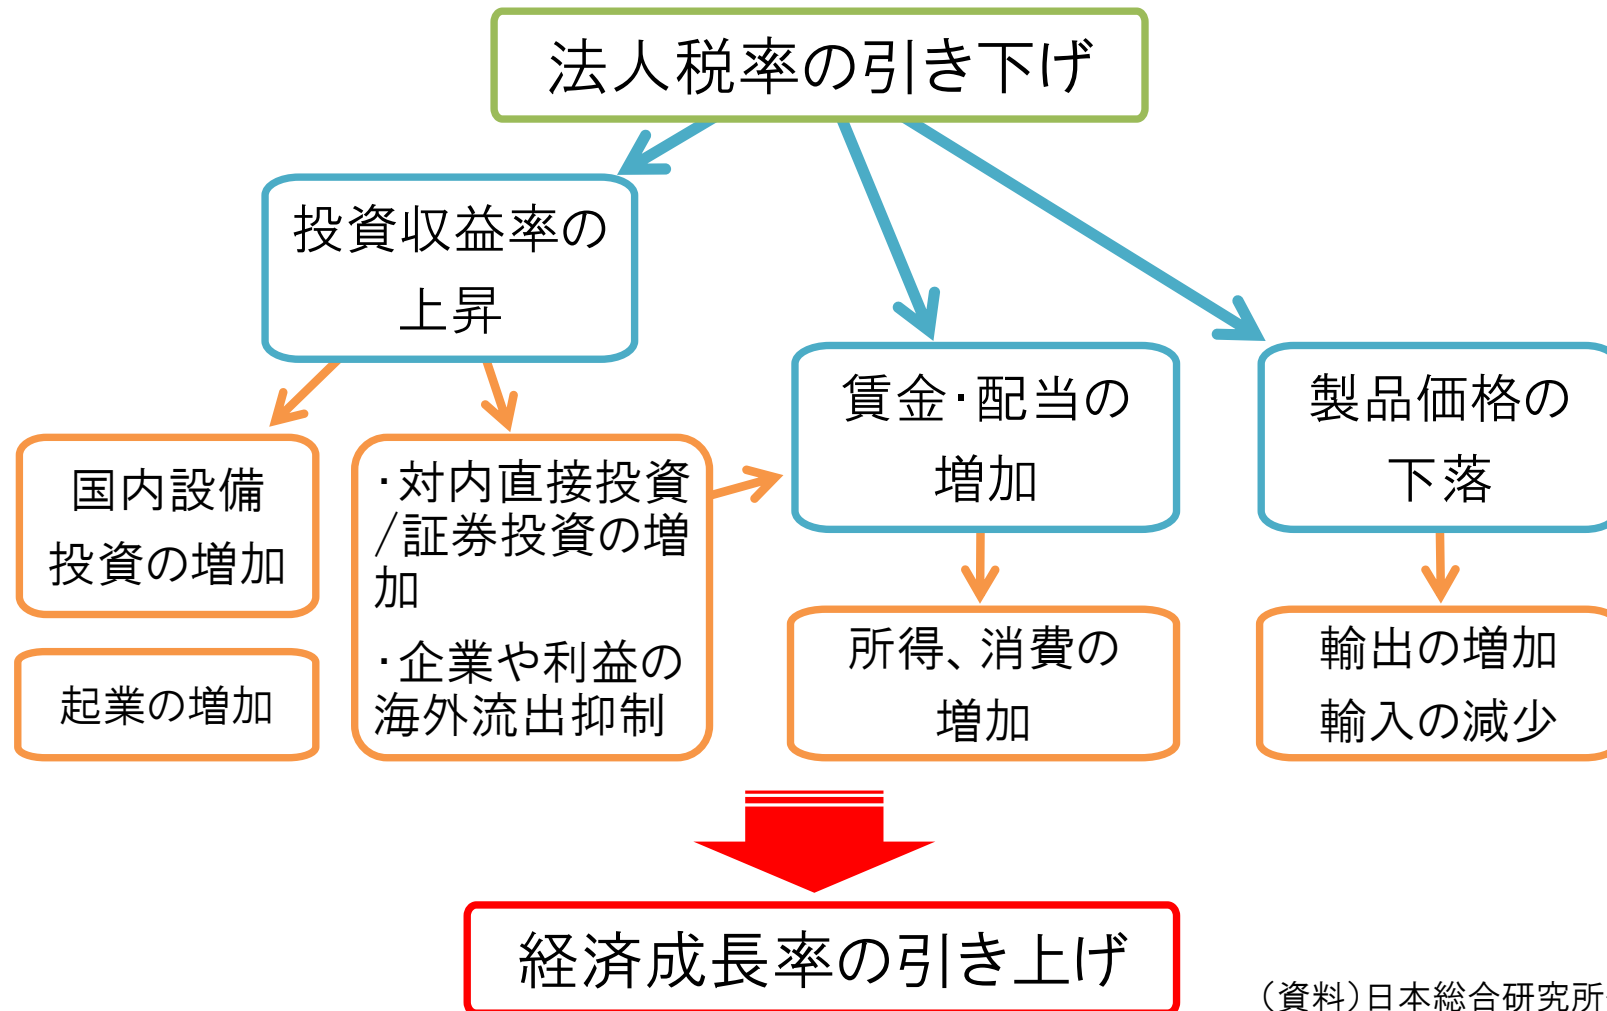 法人税率の引き下げ
投資収益率の
上昇
国内設備
投資の増加
起業の増加
・対内直接投資
/証券投資の増
加
・企業や利益の
海外流出抑制
賃金・配当の
増加
所得、消費の
増加
製品価格の
下落
輸出の増加
輸入の減少
経済成長率の引き上げ
（資料）日本総合研究所